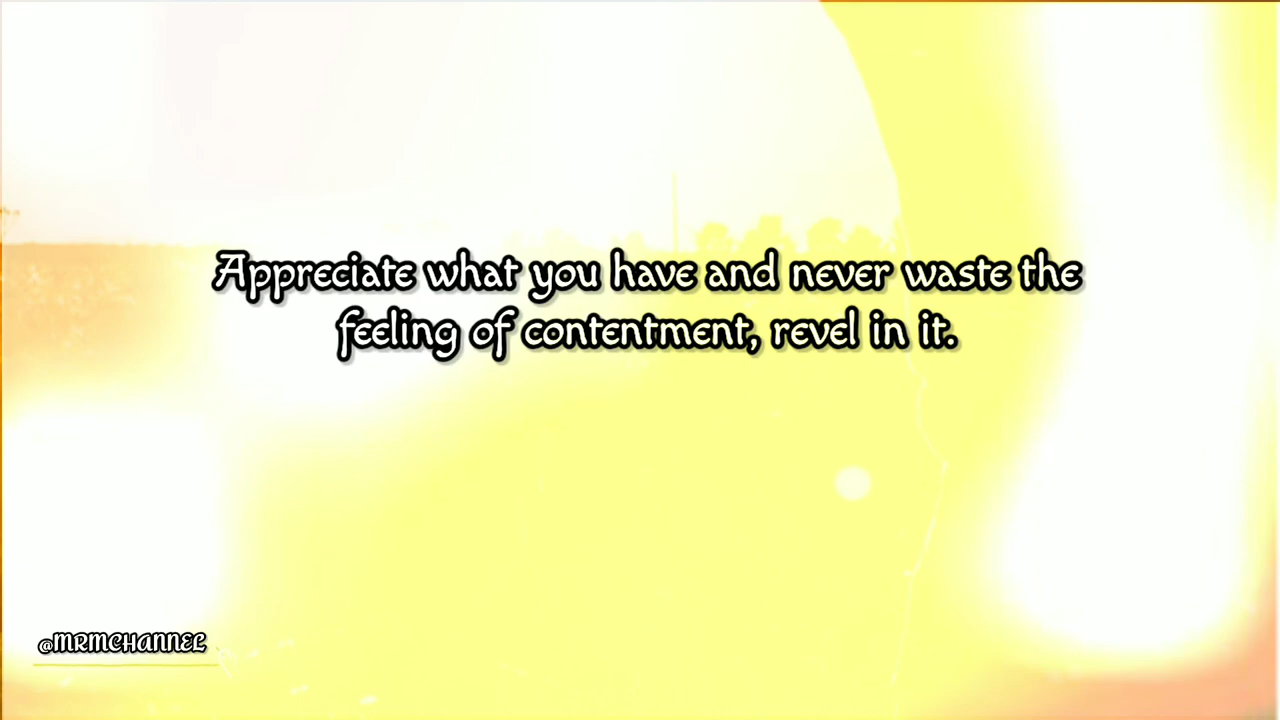 Appreciate what you have and never waste the
feeling of contentment, revel in it.
@MRMCHANNEL